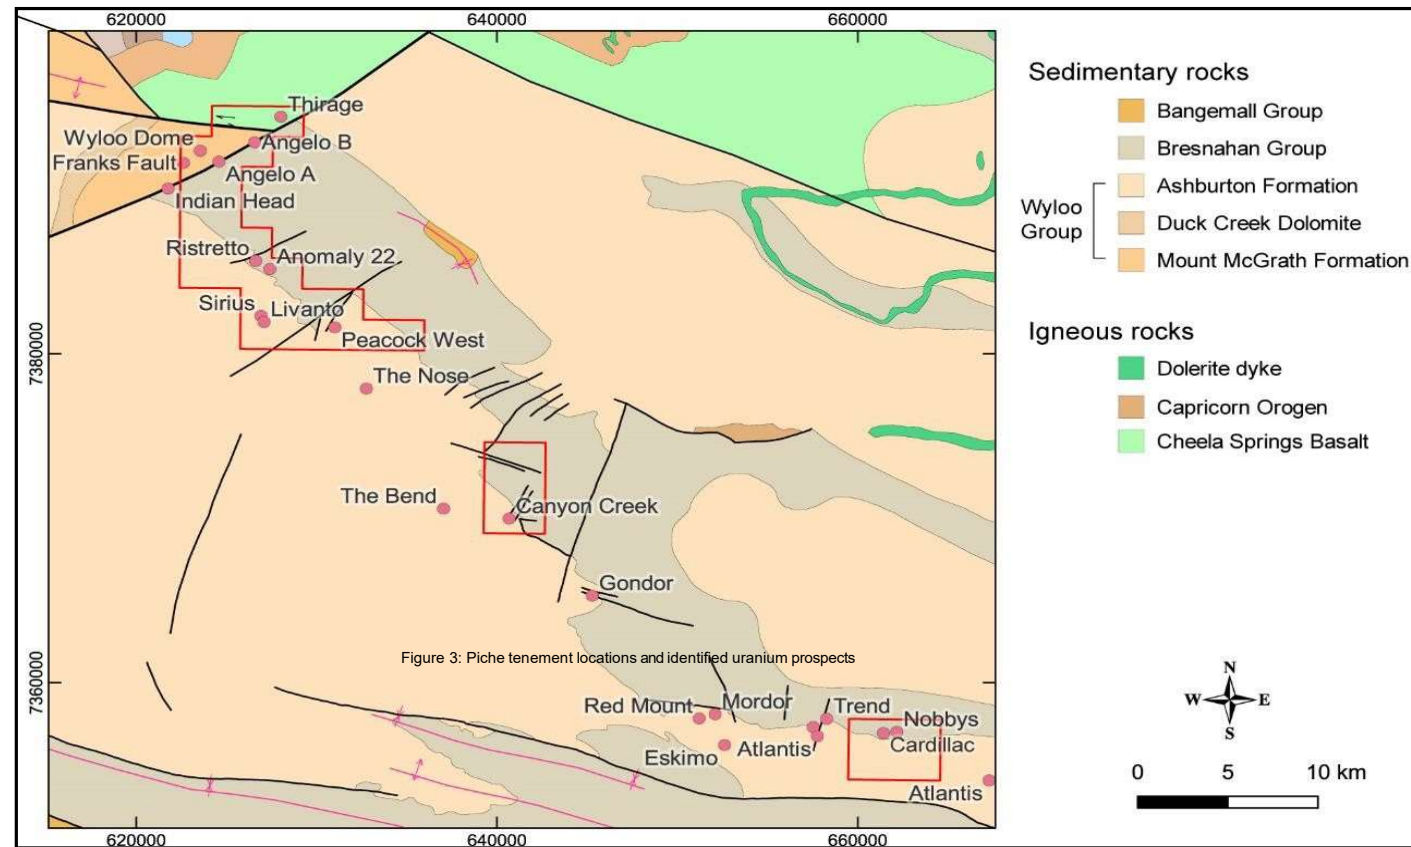 620000
640000
660000
Thirage
Wyloo Dome
Angelo B
Franks Fault
Angelo A
Indian Head
Ristretto
Anomaly 22
Sirius
Livanto
Peacock West
7380000
The Nose
The Bend
Canyon Creek
Gondor
Figure 3: Piche tenement locations and identified uranium prospects
7360000
Red Mount
Mordor
Trend
Nobbys
Eskimo
Atlantis
Cardillac
Atlantis
620000
640000
660000
Sedimentary rocks
Bangemall Group
Bresnahan Group
Wyloo
Group
Ashburton Formation
Duck Creek Dolomite
Mount McGrath Formation
Igneous rocks
Dolerite dyke
Capricorn Orogen
Cheela Springs Basalt
N
W E
S
0 5 10 km